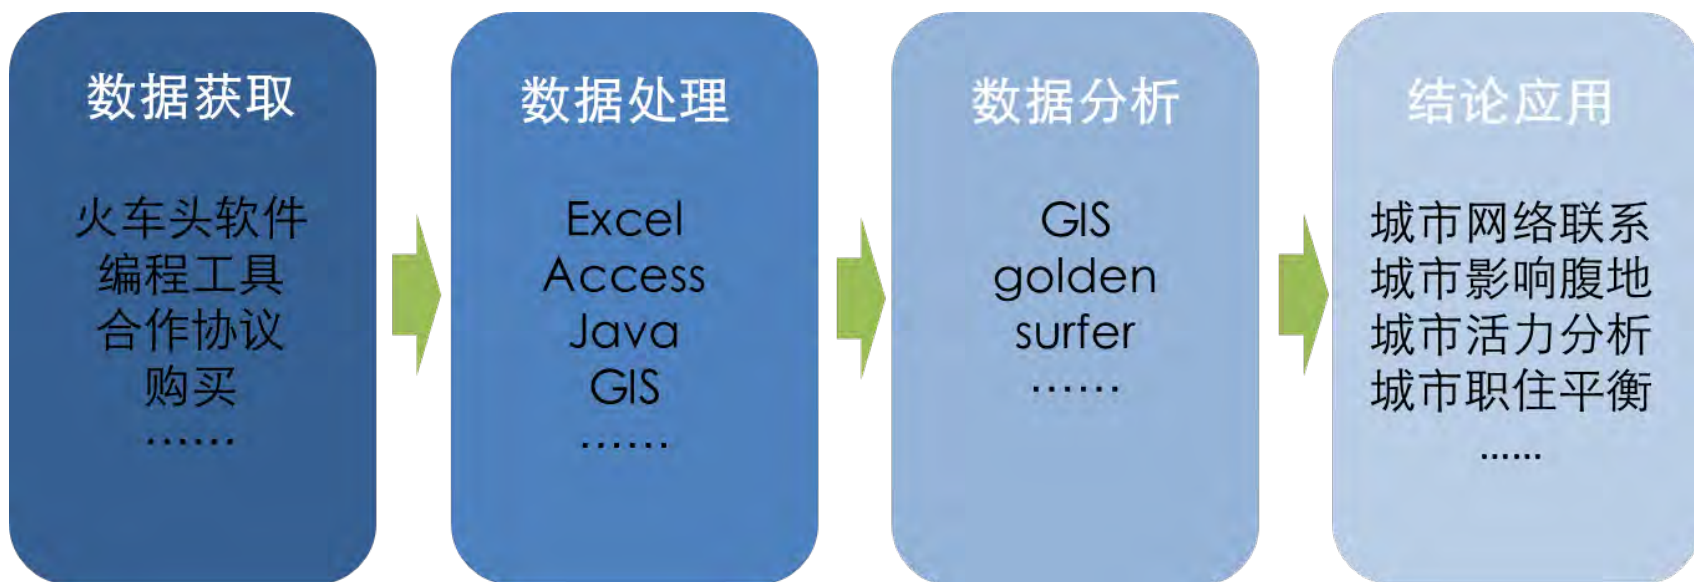 数据获取
火车头软件
编程工具
合作协议
购买
……
数据处理
Excel
Access
Java
GIS
……
数据分析
GIS
golden
surfer
……
结论应用
城市网络联系
城市影响腹地
城市活力分析
城市职住平衡
……